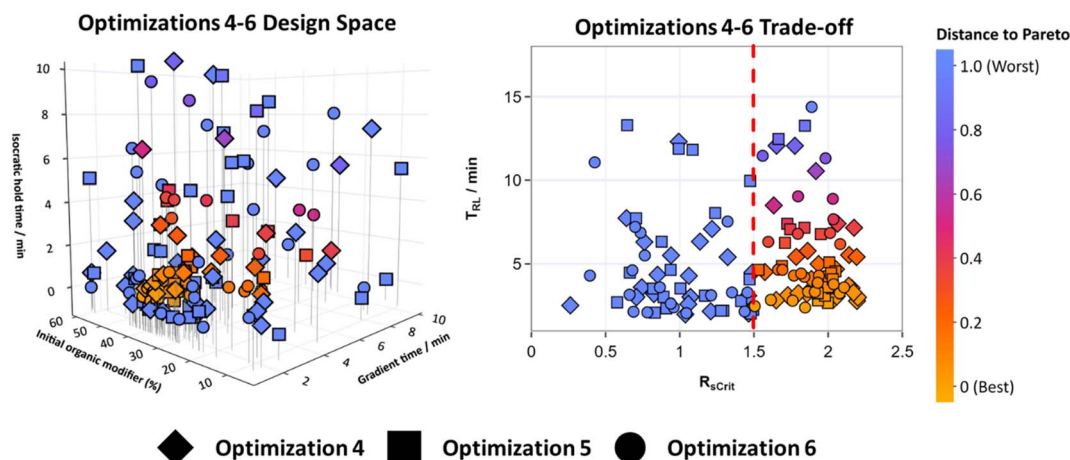 Optimizations 4-6 Design Space
Optimizations 4-6 Trade-off
Distance to Pareto
1.0 (Worst)
0.8
0.6
0.4
0.2
0 (Best)
Isocratic hold time / min
10
8
6
4
2
0
60
50
40
30
20
10
Initial organic modifier (%)
2
4
6
8
10
Gradient time / min
TRL / min
15
10
5
0
0.5
1
1.5
2
2.5
RsCrit
Optimization 4
Optimization 5
Optimization 6